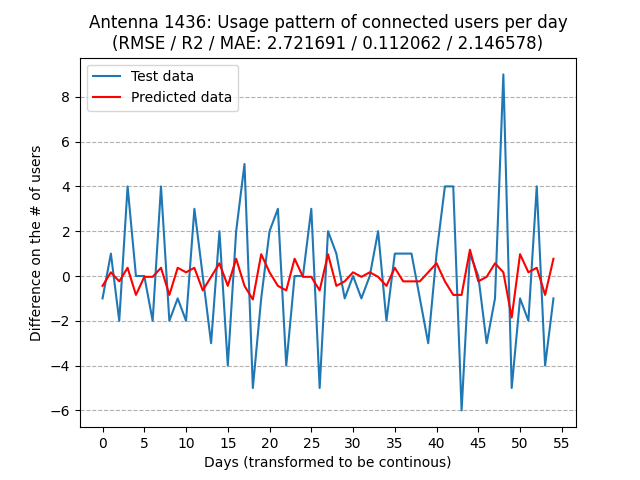 Antenna 1436: Usage pattern of connected users per day
(RMSE / R2 / MAE: 2.721691 / 0.112062 / 2.146578)
Test data
Predicted data
Difference on the # of users
8
6
4
2
0
−2
−4
−6
0 5 10 15 20 25 30 35 40 45 50 55
Days (transformed to be continous)